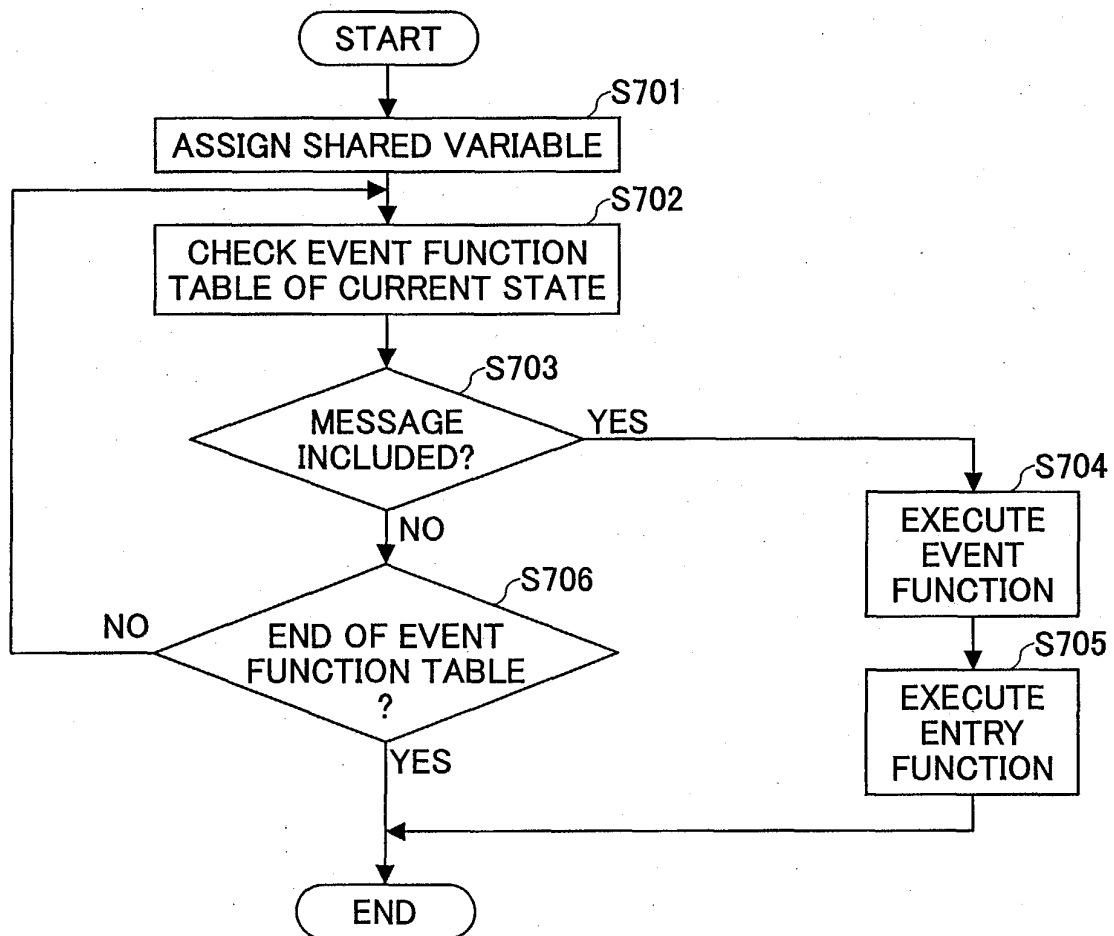 START
S701
ASSIGN SHARED VARIABLE
S702
CHECK EVENT FUNCTION
TABLE OF CURRENT STATE
S703
MESSAGE
INCLUDED?
YES
S704
EXECUTE
EVENT
FUNCTION
NO
S706
END OF EVENT
FUNCTION TABLE
?
NO
S705
EXECUTE
ENTRY
FUNCTION
YES
END